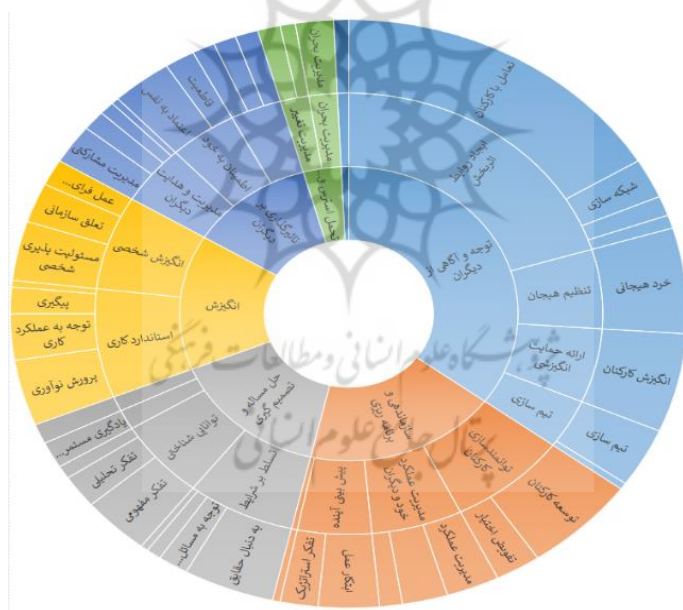 تعامل با کارکنان
شبکه سازی
خرد هیجانی
انگیزش کارکنان
تیم سازی
توسعه کارکنان
تفویض اختیار
مدیریت عملکرد
ابتکار عمل
تفکر استراتژیک
به دنبال حقایق
توجه به مسائل...
تفکر مفهومی
تفکر تحلیلی
یادگیری مستمر...
پرورش نوآوری
توجه به عملکرد
کاری
پیگیری
مسئولیت پذیری
شخصی
تعلق سازمانی
عمل فرای...
مدیریت مشارکتی
اعتماد به نفس
قاطعیت
مدیریت بحران
ایجاد روابط
اثربخش
تنظیم هیجان
ارائه حمایت
انگیزشی
تیم سازی
توانمندسازی
کارکنان
مدیریت عملکرد
خود و دیگران
پیش بینی آینده
تسلط بر شرایط
توانایی شناختی
استاندارد کاری
انگیزش شخصی
مدیریت و هدایت
دیگران
اطمینان به خود
مدیریت تغییر
مدیریت بحران
توجه و آگاهی از
دیگران
سازماندهی و
برنامه ریزی
حل مساله و
تصمیم گیری
انگیزش
تاثیرگذاری بر
دیگران
تحمل استرس و...
پژوهشگاه علوم انسانی و مطالعات فرهنگی
پرتال جامع علوم انسانی